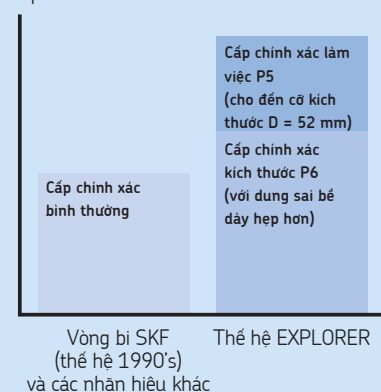 Cấp chính xác làm
việc P5
(cho đến cỡ kích
thước D = 52 mm)
Cấp chính xác
kích thước P6
(với dung sai bề
dày hẹp hơn)
Cấp chính xác
bình thường
Vòng bi SKF
(thế hệ 1990's)
và các nhãn hiệu khác
Thế hệ EXPLORER